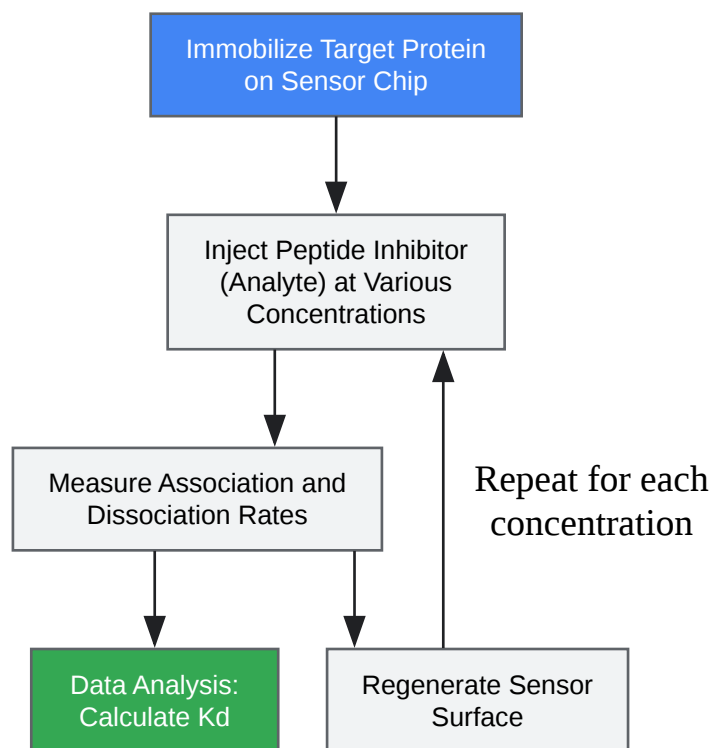 Immobilize Target Protein
on Sensor Chip
Inject Peptide Inhibitor
(Analyte) at Various
Concentrations
Measure Association and
Dissociation Rates
Repeat for each
concentration
Data Analysis:
Calculate Kd
Regenerate Sensor
Surface